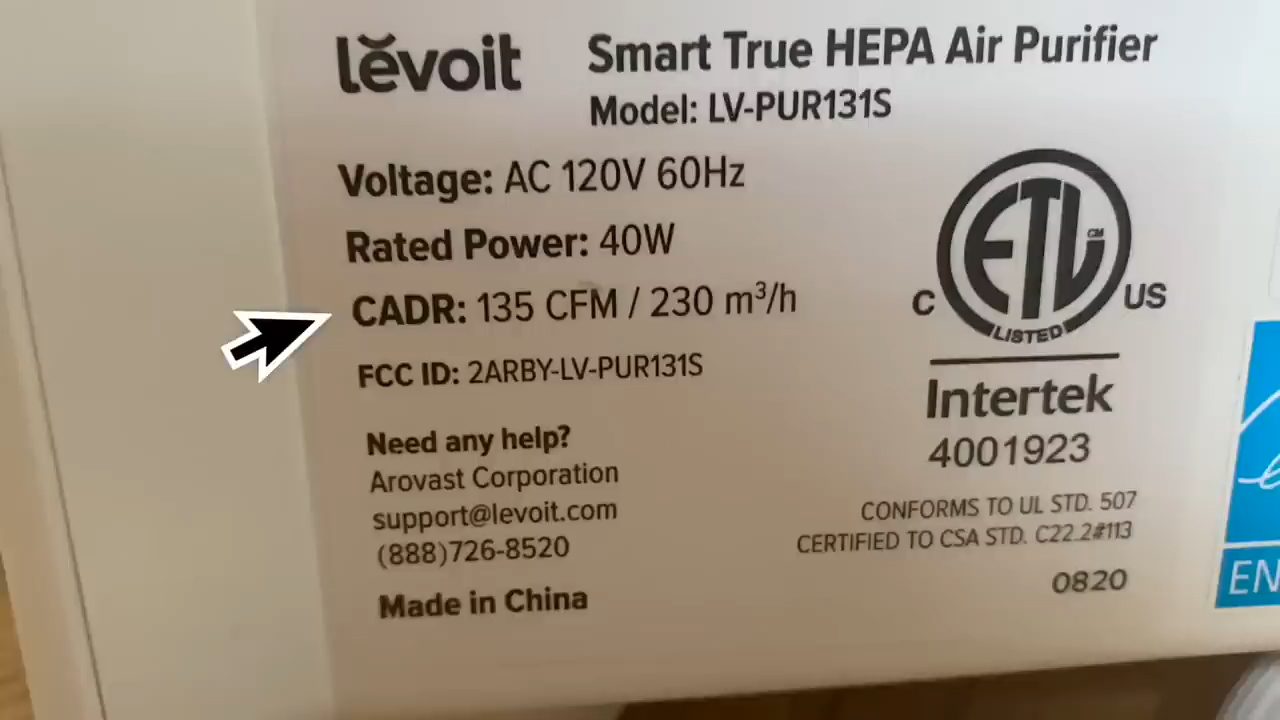 lěvoit
Smart True HEPA Air Purifier
Model: LV-PUR131S
Voltage: AC 120V 60Hz
Rated Power: 40W
CADR: 135 CFM / 230 m³/h
FCC ID: 2ARBY-LV-PUR131S
Need any help?
Arovast Corporation
support@levoit.com
(888)726-8520
Made in China
ETL
CM
LISTED
C
US
Intertek
4001923
CONFORMS TO UL STD. 507
CERTIFIED TO CSA STD. C22.2#113
0820
EN